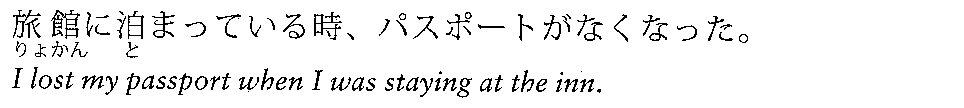 旅館に泊まっている時、パスポートがなくなった。
りょかん と
I lost my passport when I was staying at the inn.